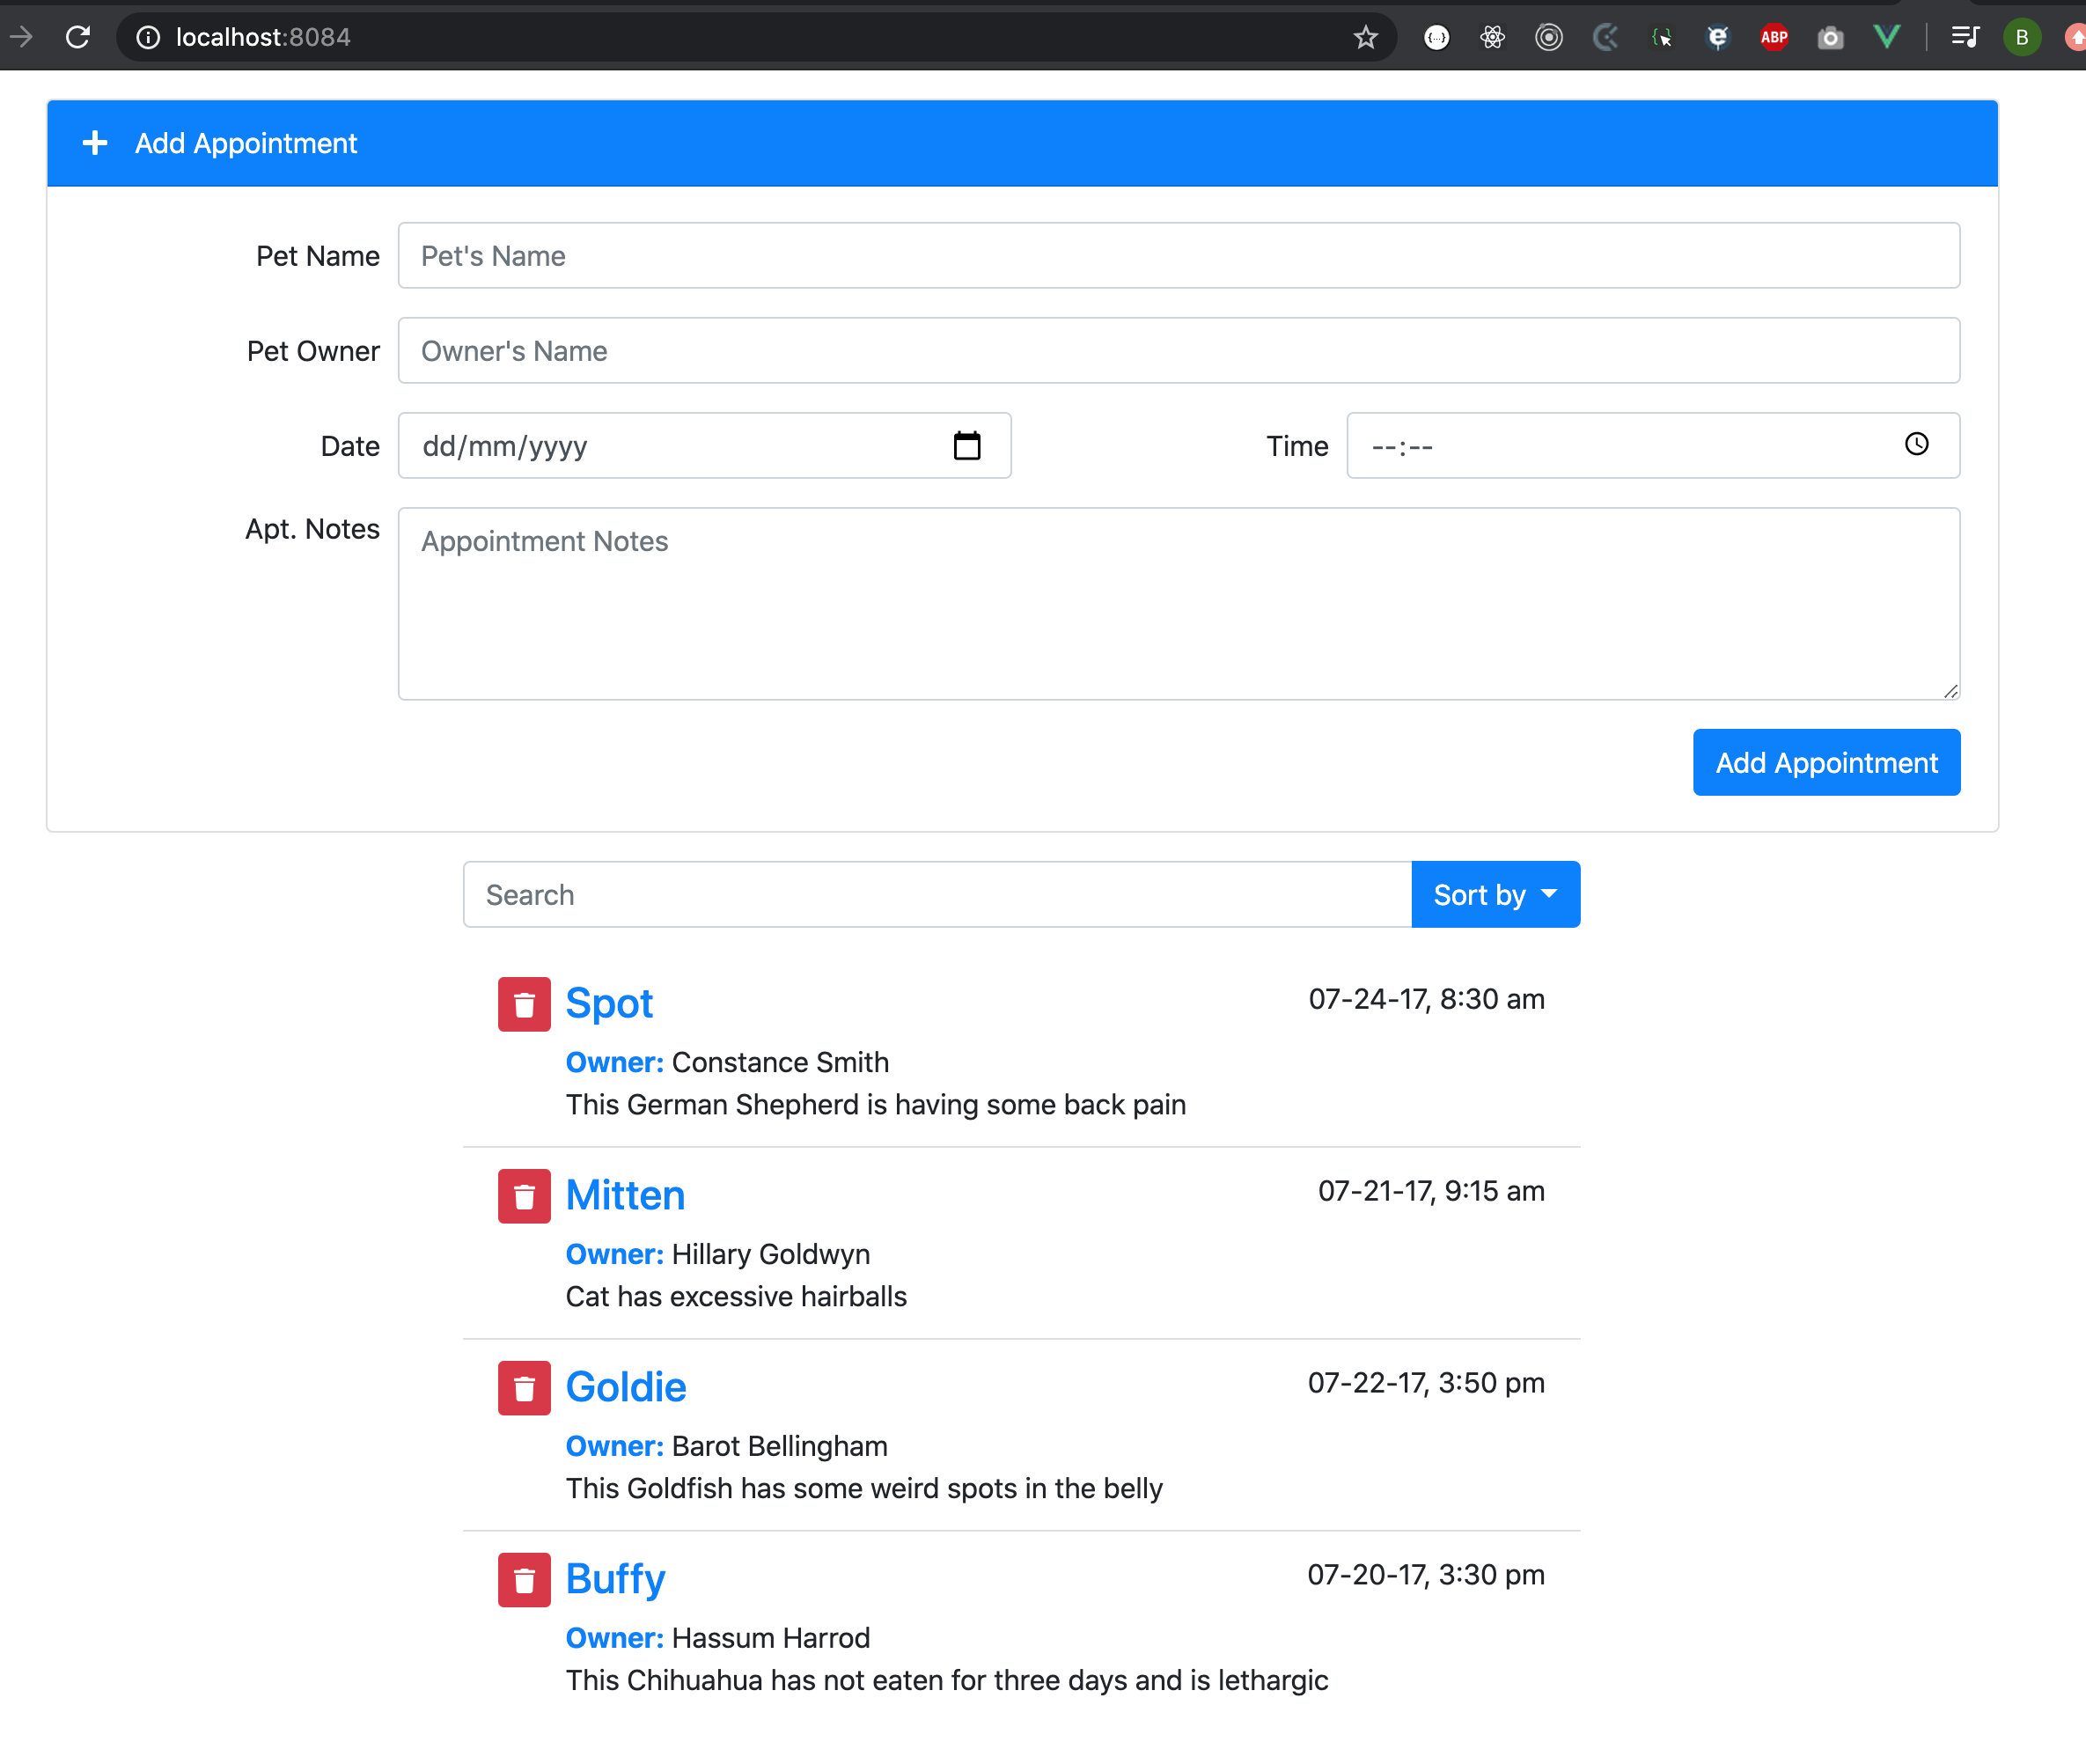 localhost:8084
ABP
B
Add Appointment
Pet Name Pet's Name
Pet Owner Owner's Name
Date dd/mm/yyyy Time --:--
Apt. Notes Appointment Notes
Add Appointment
Search Sort by
Spot 07-24-17, 8:30 am
Owner: Constance Smith
This German Shepherd is having some back pain
Mitten 07-21-17, 9:15 am
Owner: Hillary Goldwyn
Cat has excessive hairballs
Goldie 07-22-17, 3:50 pm
Owner: Barot Bellingham
This Goldfish has some weird spots in the belly
Buffy 07-20-17, 3:30 pm
Owner: Hassum Harrod
This Chihuahua has not eaten for three days and is lethargic